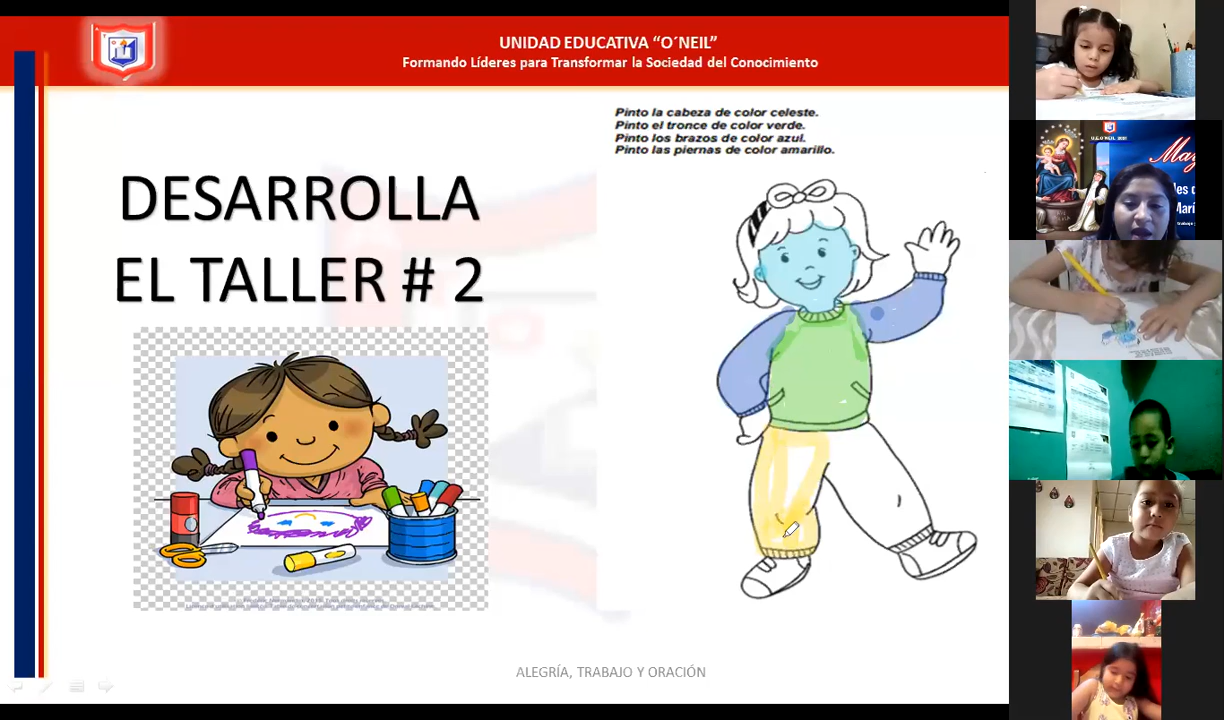 UNIDAD EDUCATIVA “O´NEIL”
Formando Líderes para Transformar la Sociedad del Conocimiento
DESARROLLA
EL TALLER # 2
Pinto la cabeza de color celeste.
Pinto el tronce de color verde.
Pinto los brazos de color azul.
Pinto las piernas de color amarillo.
ALEGRÍA, TRABAJO Y ORACIÓN